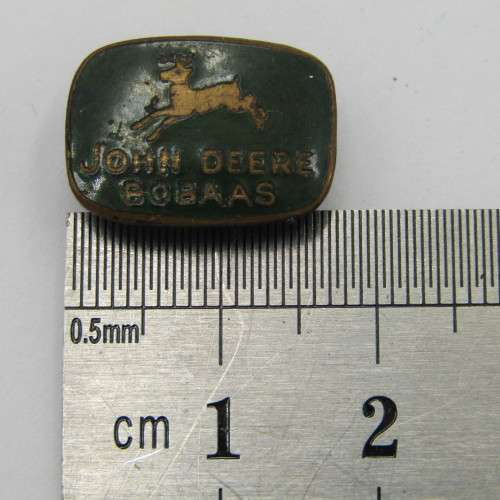 JOHN DEERE
BOBAAS
0.5mm
cm 1 2